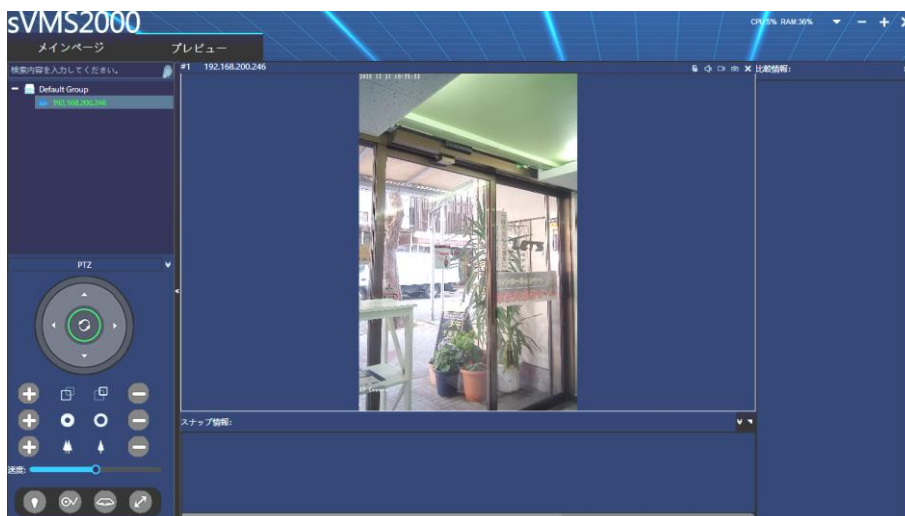 sVMS2000
CPU:5% RAM:36%
メインページ
プレビュー
検索内容を入力してください。
Default Group
192.168.200.246
#1 192.168.200.246
比較情報:
PTZ
速度:
スナップ情報: